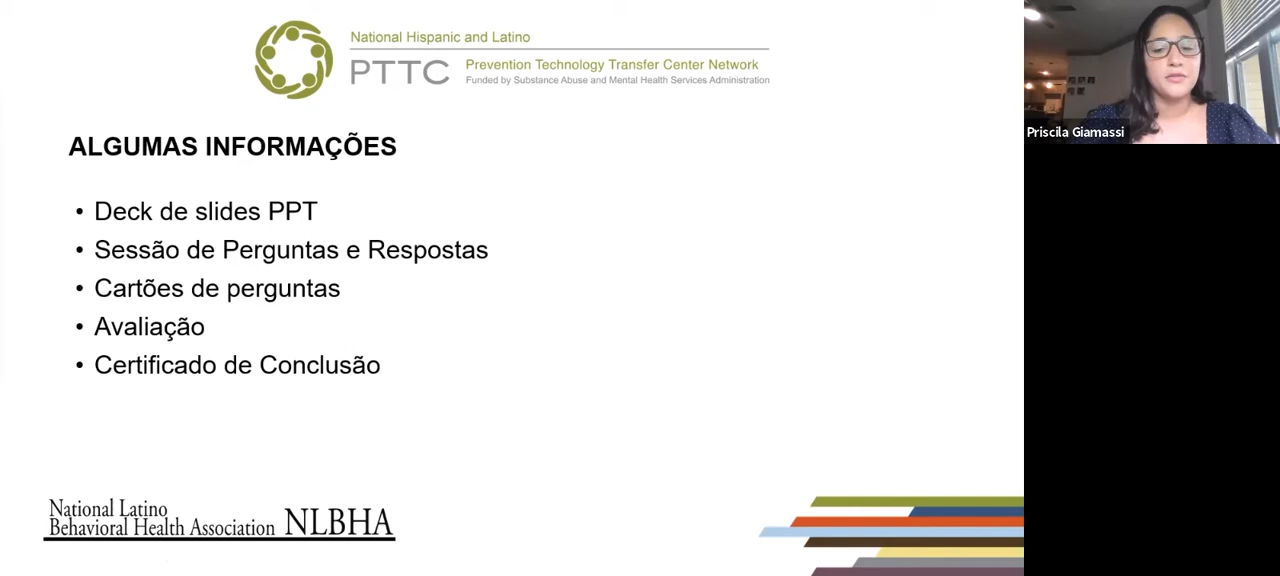 National Hispanic and Latino
PTTC
Prevention Technology Transfer Center Network
Funded by Substance Abuse and Mental Health Services Administration
Priscila Giamassi
ALGUMAS INFORMAÇÕES
• Deck de slides PPT
• Sessão de Perguntas e Respostas
• Cartões de perguntas
• Avaliação
• Certificado de Conclusão
National Latino
Behavioral Health Association NLBHA